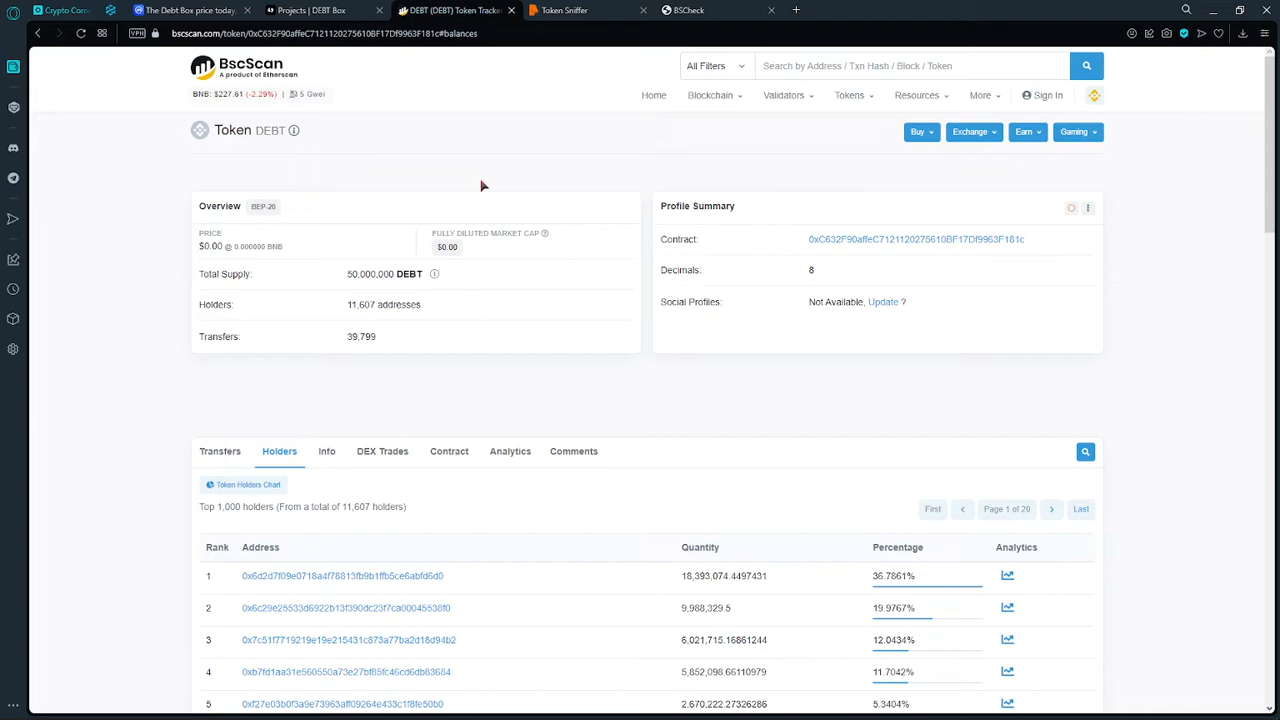 Crypto Corne
The Debt Box price today,
Projects | DEBT Box
DEBT (DEBT) Token Tracke
Token Sniffer
BSCheck
VPN
bscscan.com/token/0xC632F90affeC7121120275610BF17Df9963F181c#balances
BscScan
A product of Etherscan
All Filters
Search by Address / Txn Hash / Block / Token
BNB: $227.61 (-2.29%) | 5 Gwei
Home
Blockchain
Validators
Tokens
Resources
More
Sign In
Token DEBT
Buy
Exchange
Earn
Gaming
Overview BEP-20
PRICE
$0.00 @ 0.000000 BNB
FULLY DILUTED MARKET CAP
$0.00
Total Supply: 50,000,000 DEBT
Holders: 11,607 addresses
Transfers: 39,799
Profile Summary
Contract: 0xC632F90affeC7121120275610BF17Df9963F181c
Decimals: 8
Social Profiles: Not Available, Update ?
Transfers
Holders
Info
DEX Trades
Contract
Analytics
Comments
Token Holders Chart
Top 1,000 holders (From a total of 11,607 holders)
First
Page 1 of 20
Last
Rank Address Quantity Percentage Analytics
1 0x6d2d7f09e0718a4f78813fb9b1ffb5ce6abfd6d0 18,393,074.4497431 36.7861%
2 0x6c29e25533d6922b13f390dc23f7ca00045538f0 9,988,329.5 19.9767%
3 0x7c51f7719219e19e215431c873a77ba2d18d94b2 6,021,715.16861244 12.0434%
4 0xb7fd1aa31e560550a73e27bf85fc46cd6db83684 5,852,098.66110979 11.7042%
5 0xf27e03b0f3a9e73963aff09264e433c1f8fe50b0 2,670,222.27326286 5.3404%